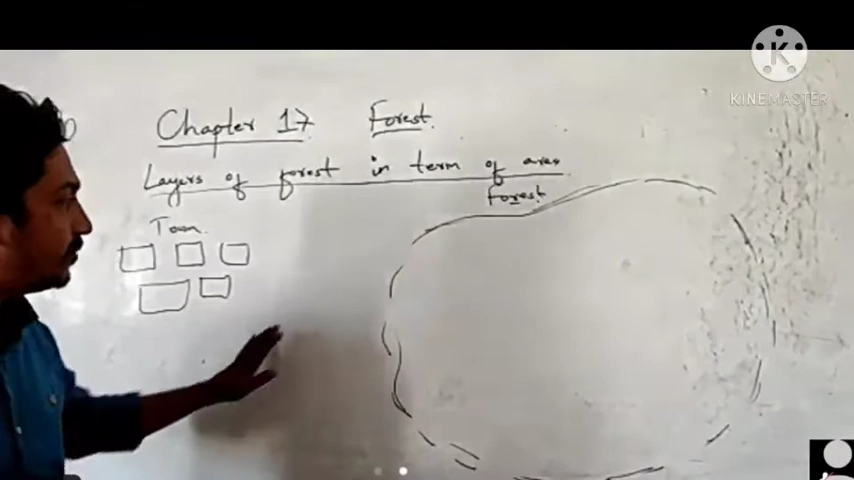 Chapter 17 Forest
Layers of forest in term of area
Forest
Town
K
KINEMASTER